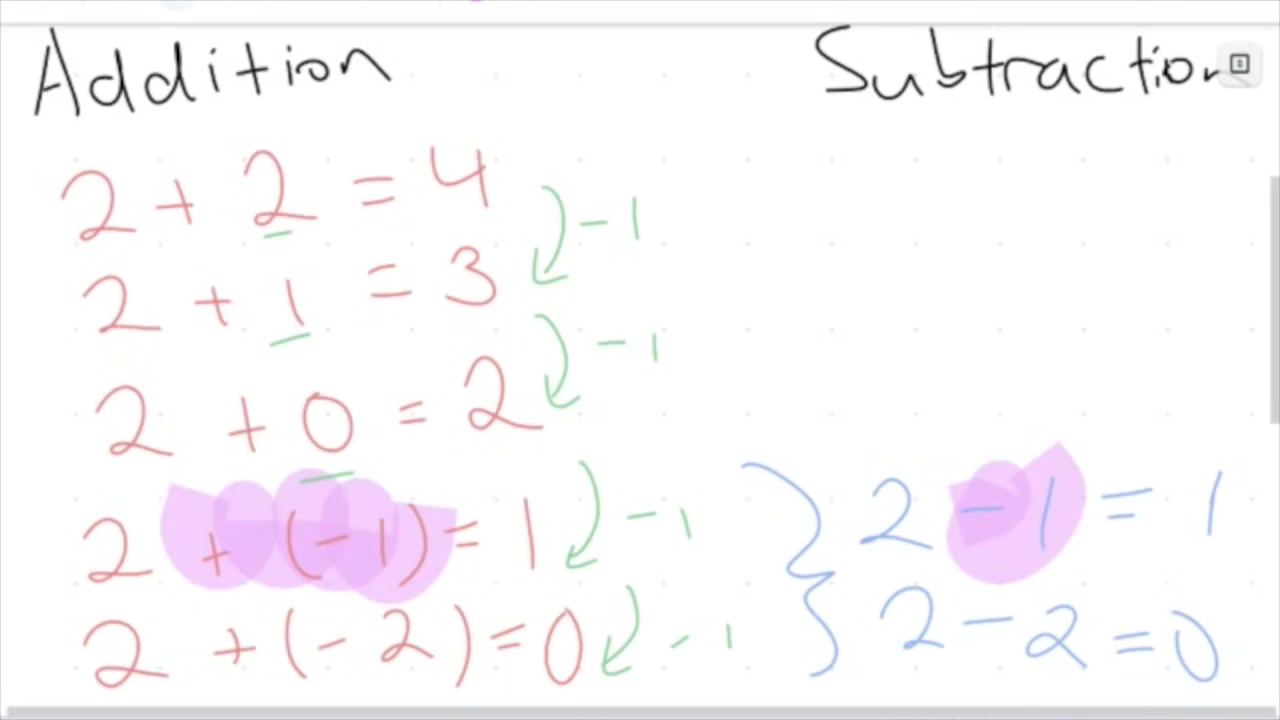 Addition
Subtraction
2 + 2 = 4
-1
2 + 1 = 3
-1
2 + 0 = 2
-1
2 + (-1) = 1
2 - 1 = 1
-1
2 + (-2) = 0
2 - 2 = 0